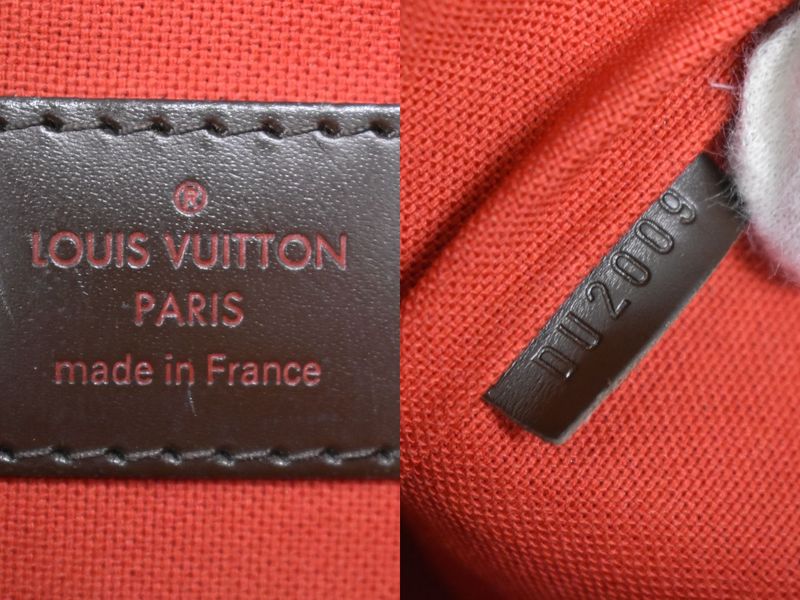 ®
LOUIS VUITTON
PARIS
made in France
DU2009